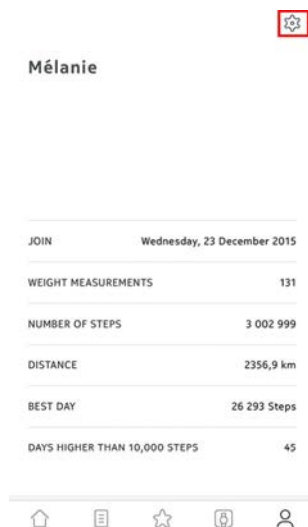 Mélanie
JOIN Wednesday, 23 December 2015
WEIGHT MEASUREMENTS 131
NUMBER OF STEPS 3 002 999
DISTANCE 2356,9 km
BEST DAY 26 293 Steps
DAYS HIGHER THAN 10,000 STEPS 45